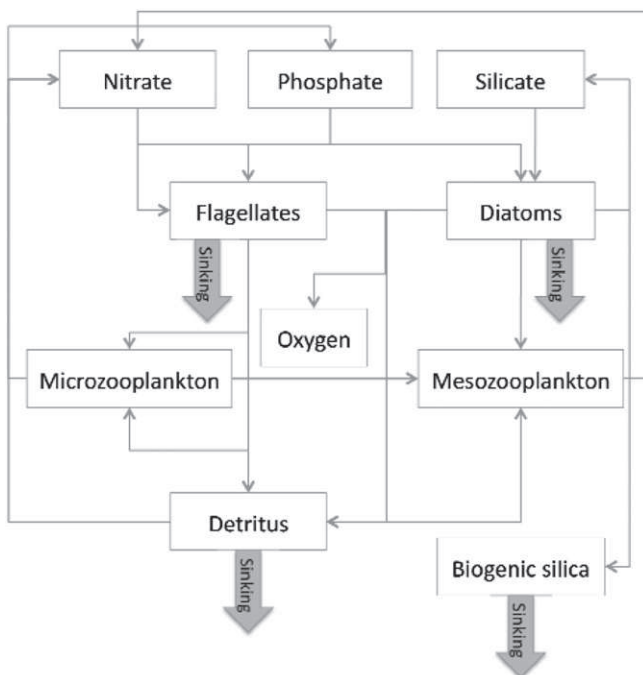 Nitrate
Phosphate
Silicate
Flagellates
Diatoms
Sinking
Sinking
Oxygen
Microzooplankton
Mesozooplankton
Detritus
Sinking
Biogenic silica
Sinking